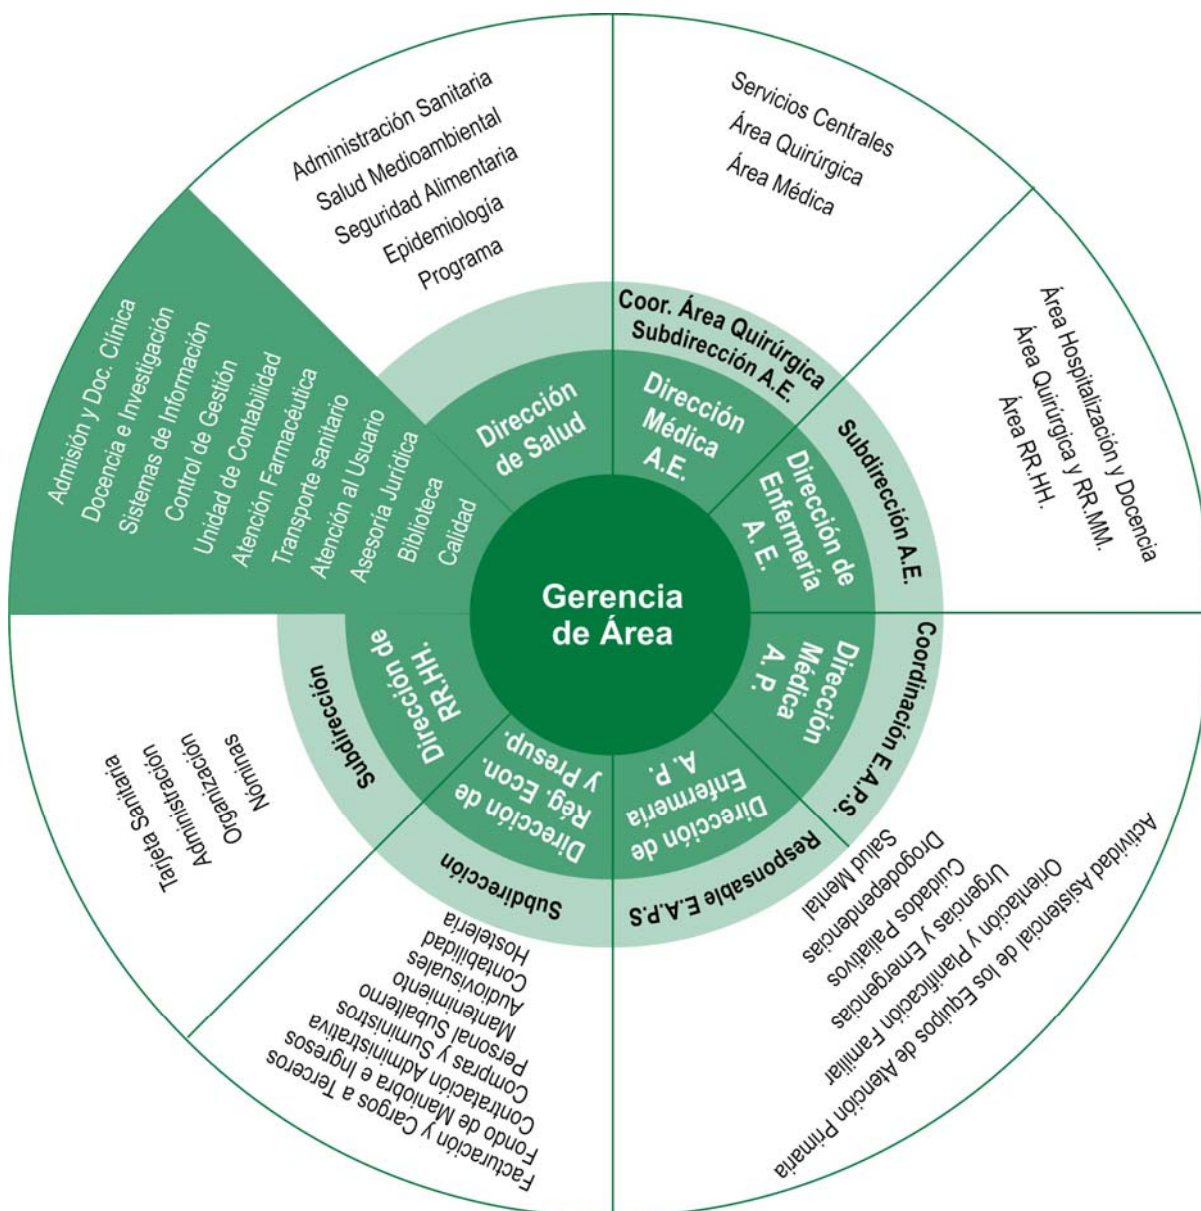 Gerencia
de Área
Dirección
de Salud
Administración Sanitaria
Salud Medioambiental
Seguridad Alimentaria
Epidemiología
Programa
Dirección
Médica
A.E.
Coor. Área Quirúrgica
Subdirección A.E.
Servicios Centrales
Área Quirúrgica
Área Médica
Dirección de
Enfermería
A. E.
Subdirección A.E.
Área Hospitalización y Docencia
Área Quirúrgica y RR.MM.
Área RR.HH.
Dirección
Médica
A. P.
Coordinación E.A.P.S.
Dirección de
Enfermería
A. P.
Responsable E.A.P.S
Actividad Asistencial de los Equipos de Atención Primaria
Orientación y Planificación Familiar
Urgencias y Emergencias
Cuidados Paliativos
Drogodependencias
Salud Mental
Dirección de
Rég. Econ.
y Presup.
Subdirección
Hostelería
Contabilidad
Audiovisuales
Mantenimiento
Personal Subalterno
Compras y Suministros
Contratación Administrativa
Fondo de Maniobra e Ingresos
Facturación y Cargos a Terceros
Dirección de
RR.HH.
Subdirección
Nóminas
Organización
Administración
Tarjeta Sanitaria
Admisión y Doc. Clínica
Docencia e Investigación
Sistemas de Información
Control de Gestión
Unidad de Contabilidad
Atención Farmacéutica
Transporte sanitario
Atención al Usuario
Asesoría Jurídica
Biblioteca
Calidad